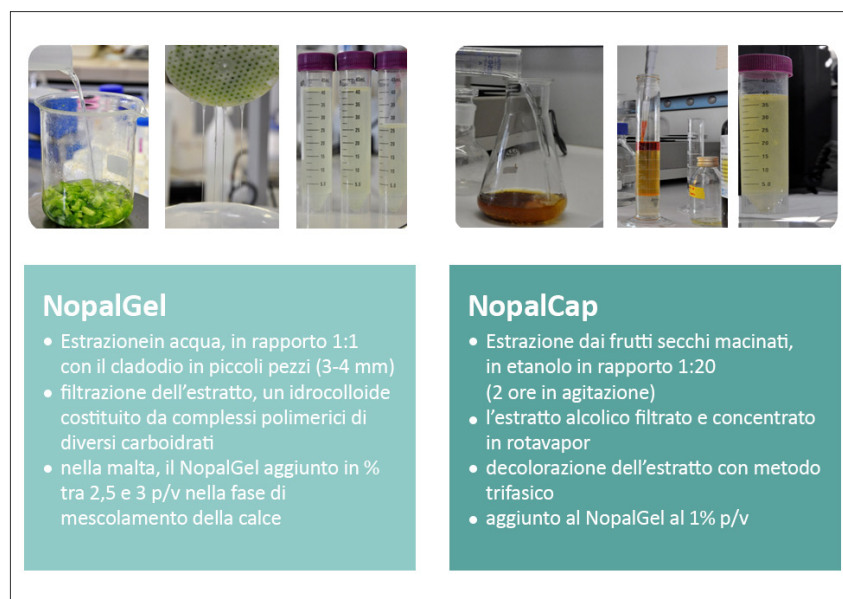 NopalGel
• Estrazionein acqua, in rapporto 1:1
con il cladodio in piccoli pezzi (3-4 mm)
• filtrazione dell’estratto, un idrocolloide
costituito da complessi polimerici di
diversi carboidrati
• nella malta, il NopalGel aggiunto in %
tra 2,5 e 3 p/v nella fase di
mescolamento della calce
NopalCap
• Estrazione dai frutti secchi macinati,
in etanolo in rapporto 1:20
(2 ore in agitazione)
• l’estratto alcolico filtrato e concentrato
in rotavapor
• decolorazione dell’estratto con metodo
trifasico
• aggiunto al NopalGel al 1% p/v